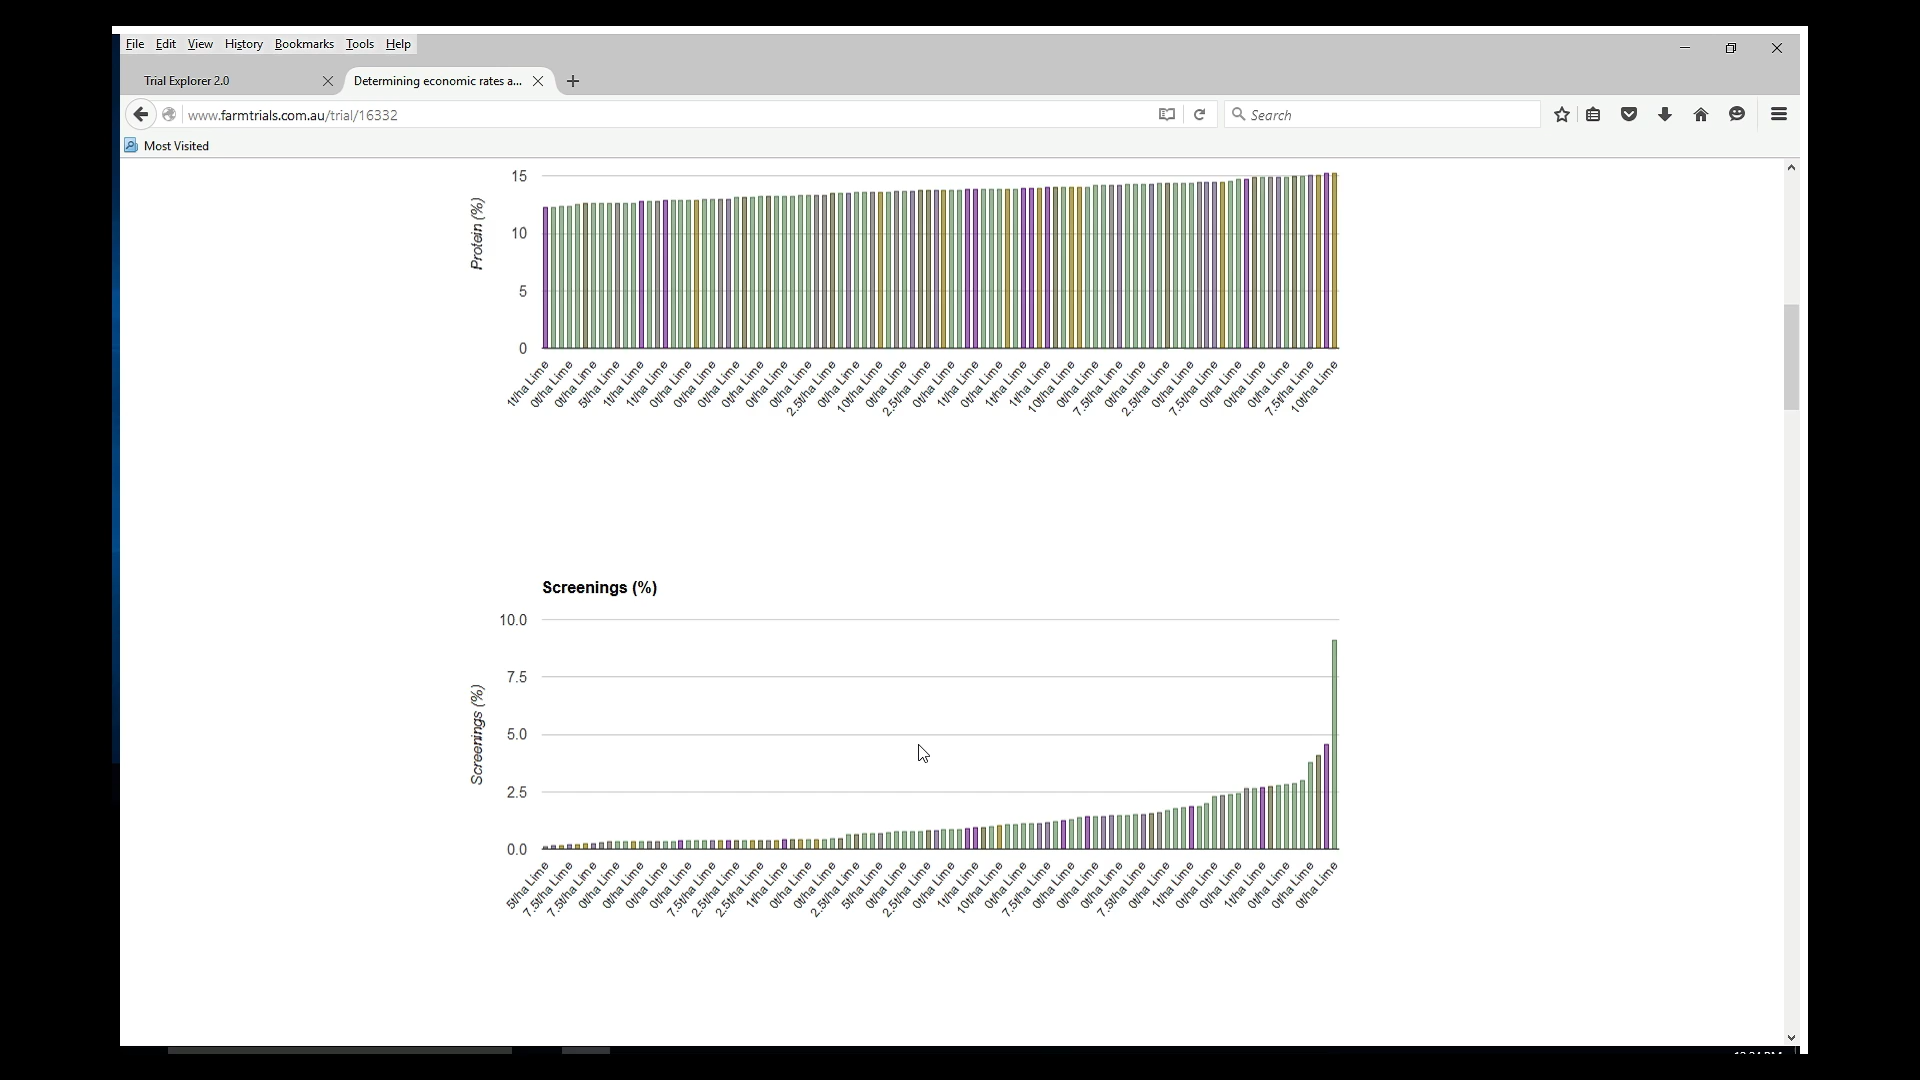 File Edit View History Bookmarks Tools Help
Trial Explorer 2.0
Determining economic rates a...
www.farmtrials.com.au/trial/16332
Search
Most Visited
Protein (%)
15
10
5
0
1t/ha Lime
0t/ha Lime
0t/ha Lime
5t/ha Lime
1t/ha Lime
1t/ha Lime
0t/ha Lime
0t/ha Lime
0t/ha Lime
0t/ha Lime
0t/ha Lime
0t/ha Lime
2.5t/ha Lime
0t/ha Lime
10t/ha Lime
0t/ha Lime
2.5t/ha Lime
0t/ha Lime
1t/ha Lime
0t/ha Lime
1t/ha Lime
1t/ha Lime
10t/ha Lime
0t/ha Lime
7.5t/ha Lime
0t/ha Lime
2.5t/ha Lime
0t/ha Lime
7.5t/ha Lime
0t/ha Lime
0t/ha Lime
0t/ha Lime
7.5t/ha Lime
10t/ha Lime
Screenings (%)
Screenings (%)
10.0
7.5
5.0
2.5
0.0
5t/ha Lime
7.5t/ha Lime
7.5t/ha Lime
0t/ha Lime
0t/ha Lime
0t/ha Lime
0t/ha Lime
7.5t/ha Lime
2.5t/ha Lime
2.5t/ha Lime
1t/ha Lime
0t/ha Lime
0t/ha Lime
2.5t/ha Lime
5t/ha Lime
0t/ha Lime
2.5t/ha Lime
0t/ha Lime
1t/ha Lime
10t/ha Lime
0t/ha Lime
7.5t/ha Lime
0t/ha Lime
0t/ha Lime
7.5t/ha Lime
0t/ha Lime
1t/ha Lime
0t/ha Lime
0t/ha Lime
1t/ha Lime
0t/ha Lime
0t/ha Lime
0t/ha Lime